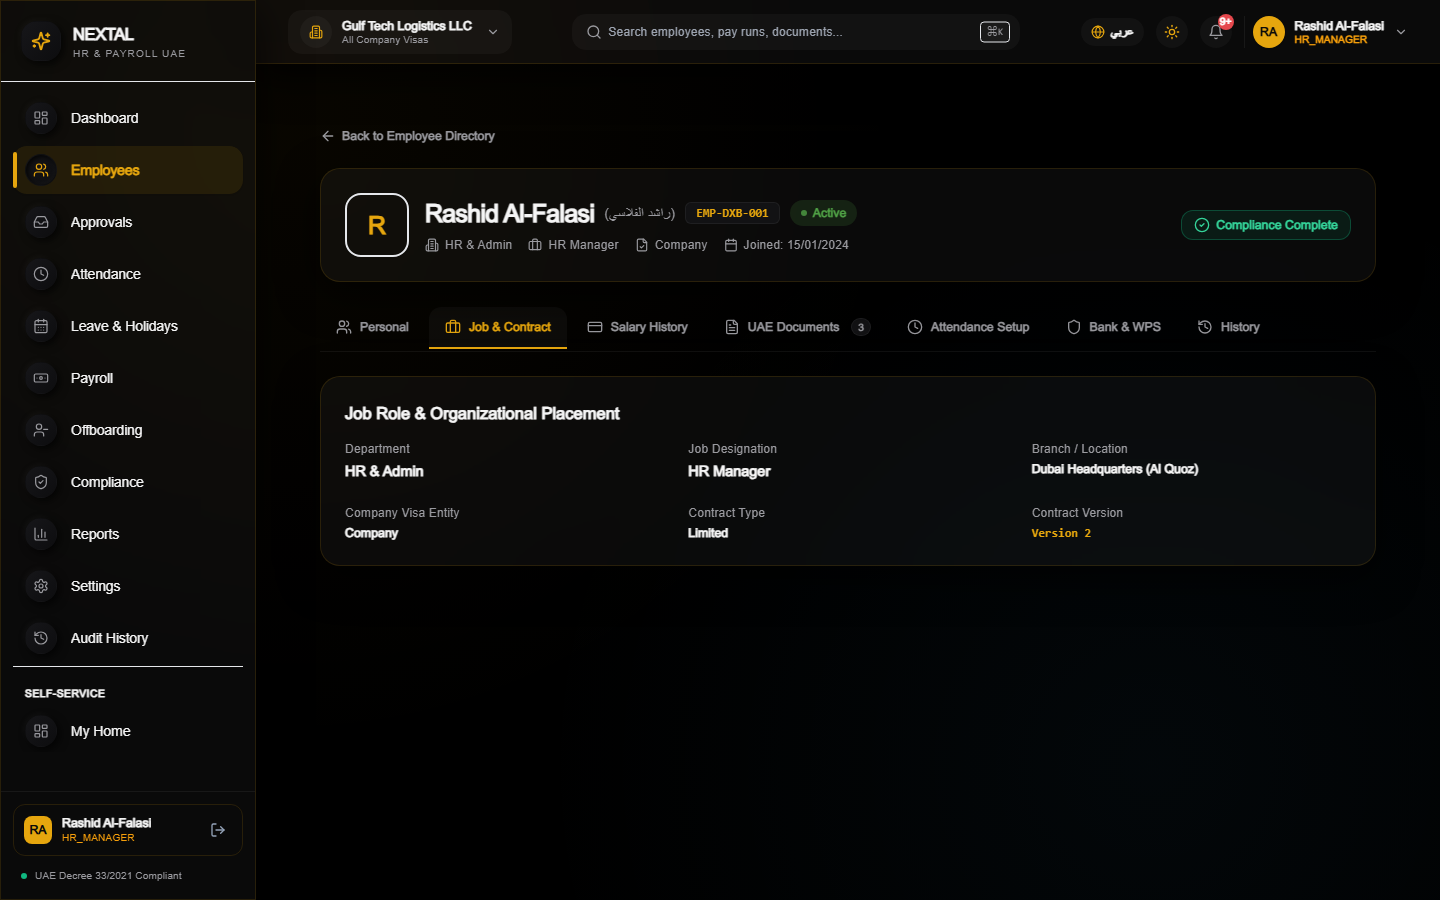 NEXTAL
HR & PAYROLL UAE
Gulf Tech Logistics LLC
All Company Visas
Search employees, pay runs, documents...
⌘K
عربي
9+
RA
Rashid Al-Falasi
HR_MANAGER
Dashboard
Employees
Approvals
Attendance
Leave & Holidays
Payroll
Offboarding
Compliance
Reports
Settings
Audit History
SELF-SERVICE
My Home
RA
Rashid Al-Falasi
HR_MANAGER
UAE Decree 33/2021 Compliant
Back to Employee Directory
R
Rashid Al-Falasi (راشد الفلاسي) EMP-DXB-001 Active
HR & Admin HR Manager Company Joined: 15/01/2024
Compliance Complete
Personal Job & Contract Salary History UAE Documents 3 Attendance Setup Bank & WPS History
Job Role & Organizational Placement
Department
HR & Admin
Job Designation
HR Manager
Branch / Location
Dubai Headquarters (Al Quoz)
Company Visa Entity
Company
Contract Type
Limited
Contract Version
Version 2